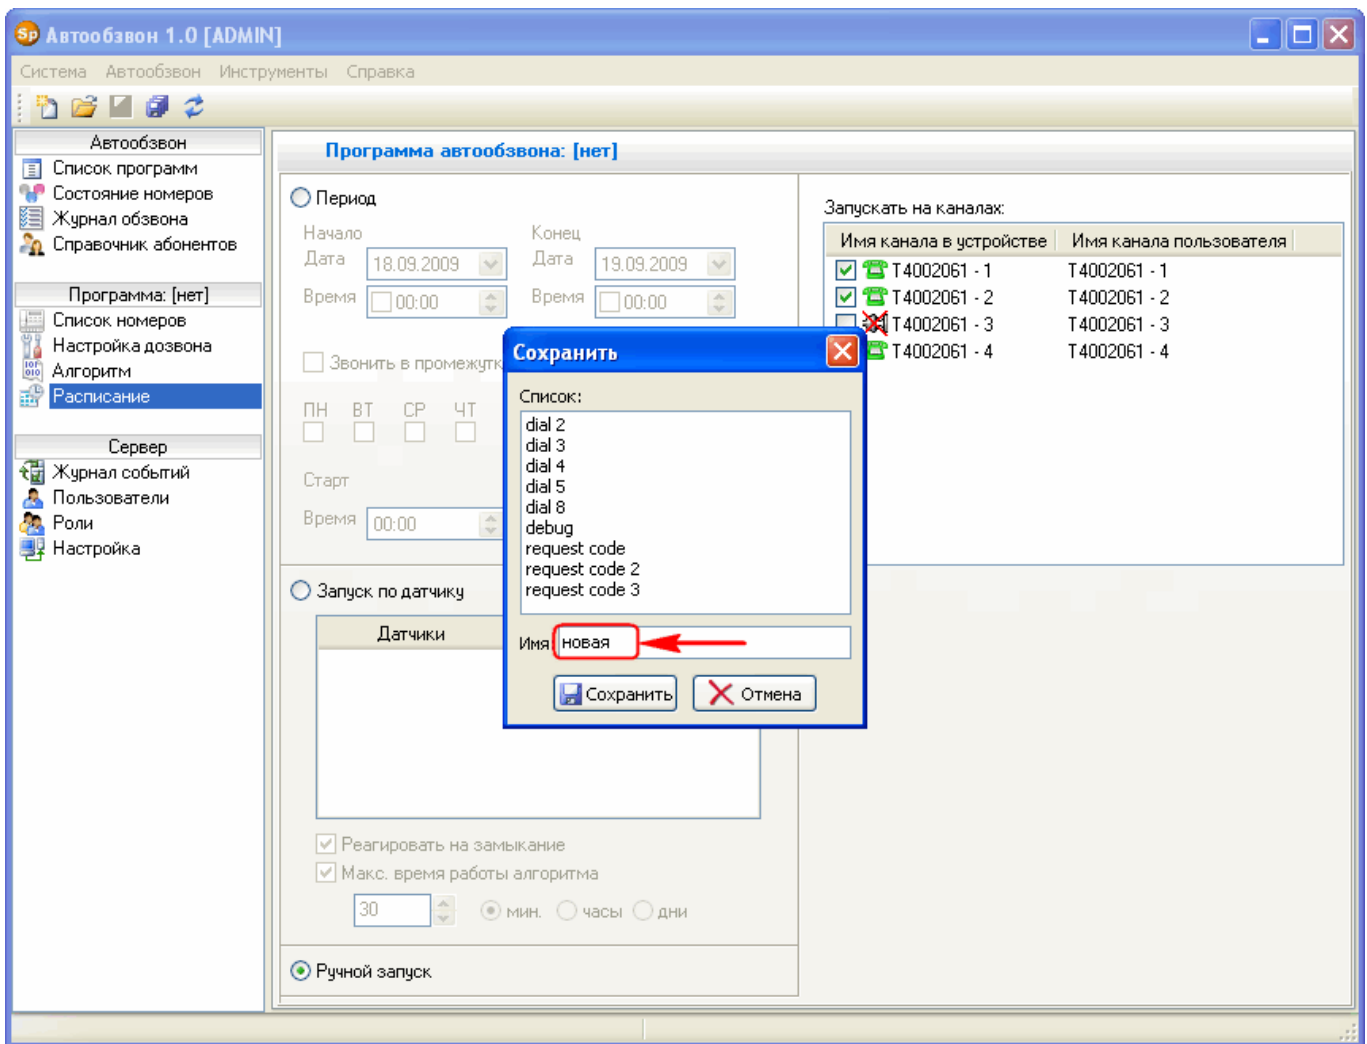 Автообзвон 1.0 [ADMIN]
Система Автообзвон Инструменты Справка
Автообзвон
Список программ
Состояние номеров
Журнал обзвона
Справочник абонентов
Программа: [нет]
Список номеров
Настройка дозвона
Алгоритм
Расписание
Сервер
Журнал событий
Пользователи
Роли
Настройка
Программа автообзвона: [нет]
Период
Начало Конец
Дата 18.09.2009 Дата 19.09.2009
Время 00:00 Время 00:00
Звонить в промежутк
ПН ВТ СР ЧТ
Старт
Время 00:00
Запуск по датчику
Датчики
Реагировать на замыкание
Макс. время работы алгоритма
30 мин. часы дни
Ручной запуск
Запускать на каналах:
Имя канала в устройстве Имя канала пользователя
T4002061 - 1 T4002061 - 1
T4002061 - 2 T4002061 - 2
T4002061 - 3 T4002061 - 3
T4002061 - 4 T4002061 - 4
Сохранить
Список:
dial 2
dial 3
dial 4
dial 5
dial 8
debug
request code
request code 2
request code 3
Имя: новая
Сохранить Отмена